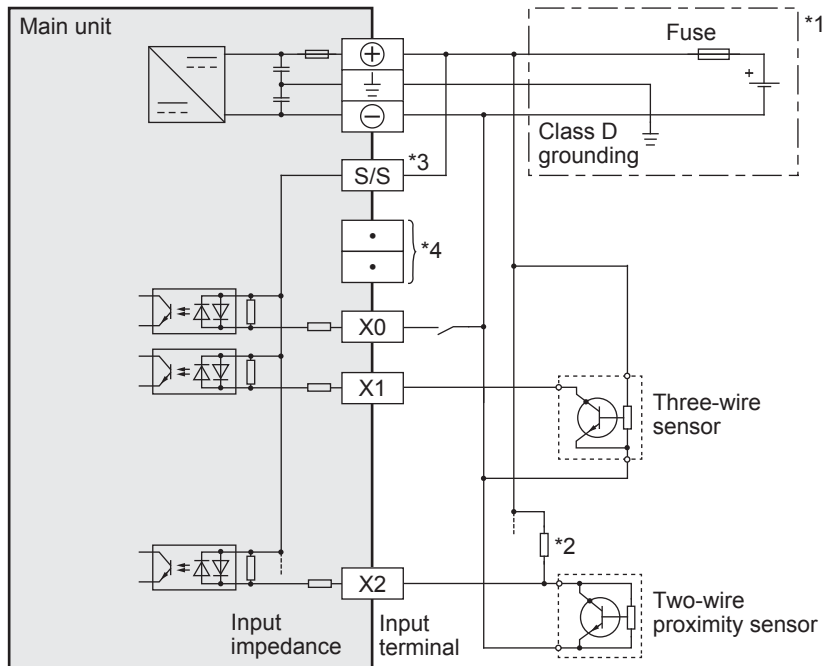 Main unit
Fuse
*1
+
Class D
grounding
*3
S/S
*4
X0
X1
Three-wire
sensor
*2
X2
Two-wire
proximity sensor
Input
impedance
Input
terminal